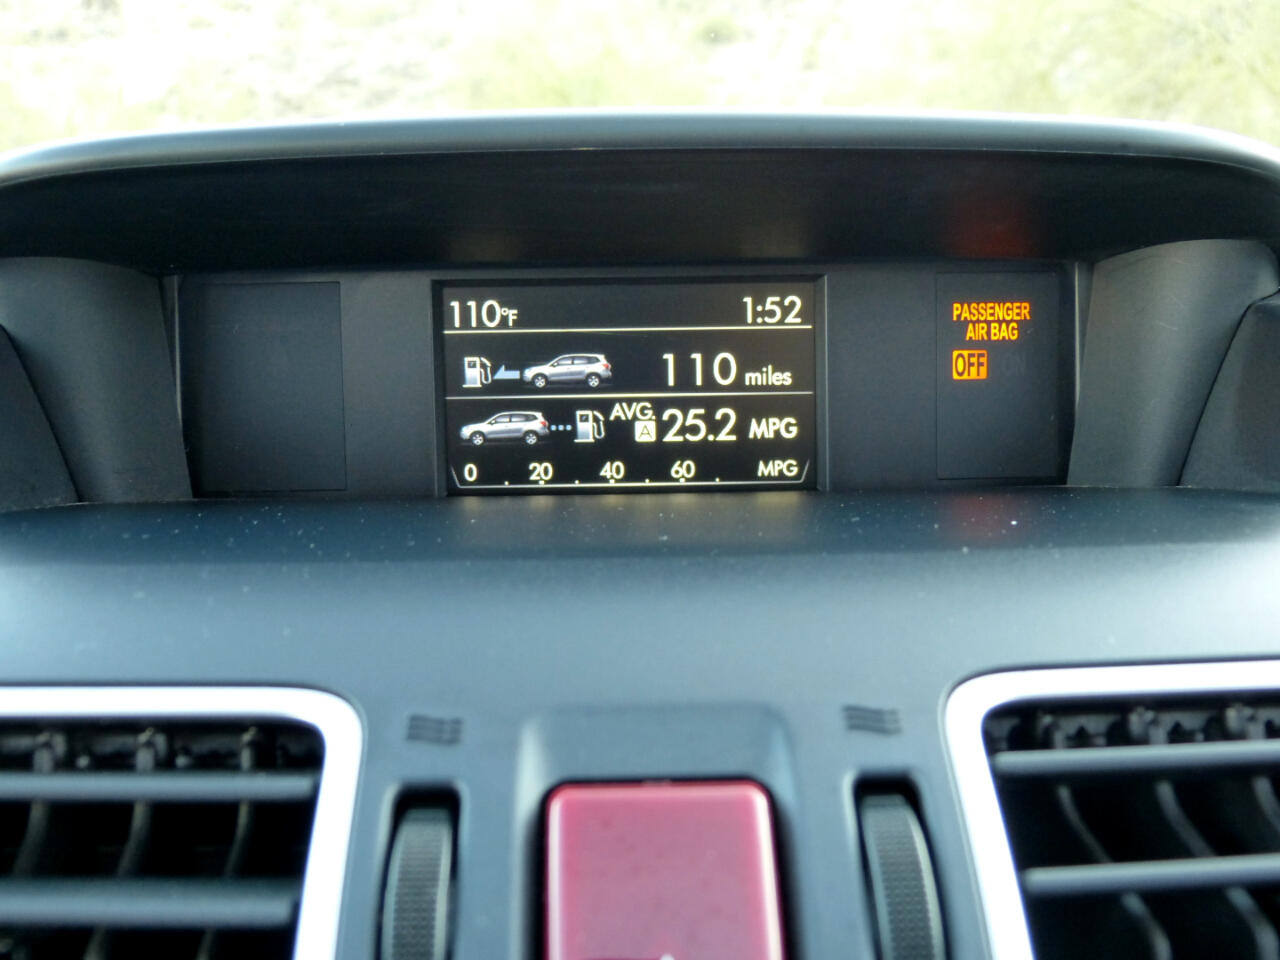 110°F 1:52
110 miles
AVG. A 25.2 MPG
0 20 40 60 MPG
PASSENGER
AIR BAG
OFF ON